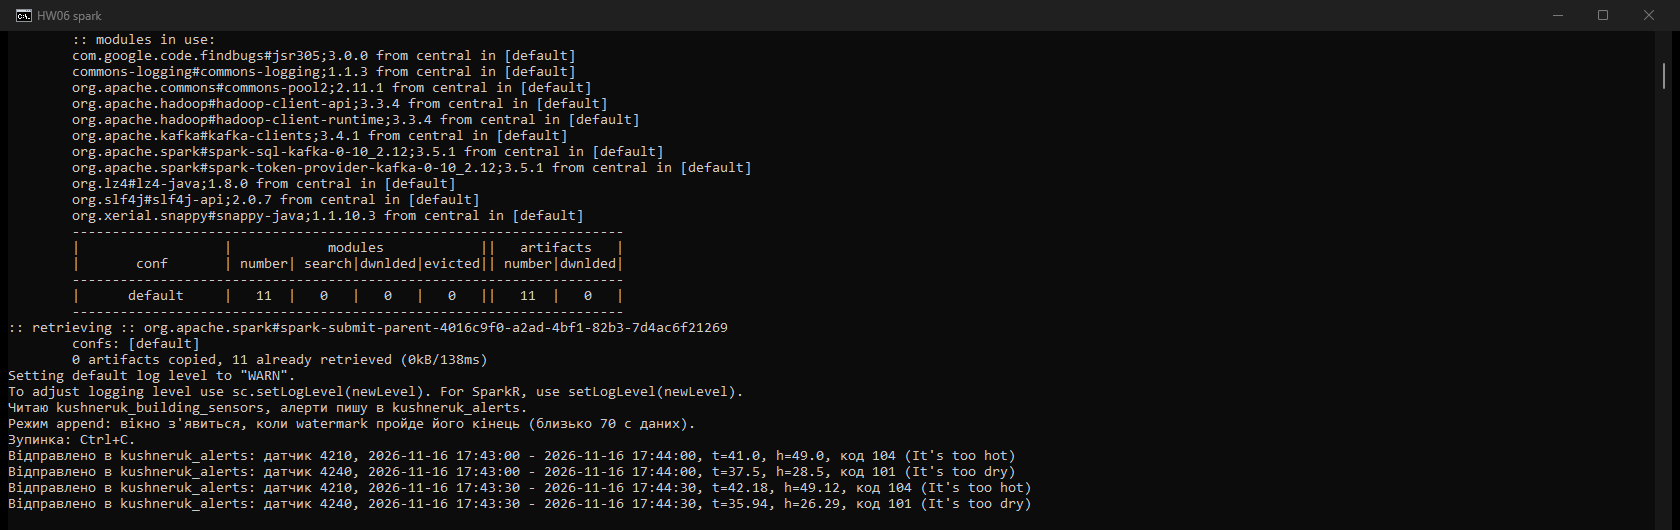 HW06 spark
:: modules in use:
com.google.code.findbugs#jsr305;3.0.0 from central in [default]
commons-logging#commons-logging;1.1.3 from central in [default]
org.apache.commons#commons-pool2;2.11.1 from central in [default]
org.apache.hadoop#hadoop-client-api;3.3.4 from central in [default]
org.apache.hadoop#hadoop-client-runtime;3.3.4 from central in [default]
org.apache.kafka#kafka-clients;3.4.1 from central in [default]
org.apache.spark#spark-sql-kafka-0-10_2.12;3.5.1 from central in [default]
org.apache.spark#spark-token-provider-kafka-0-10_2.12;3.5.1 from central in [default]
org.lz4#lz4-java;1.8.0 from central in [default]
org.slf4j#slf4j-api;2.0.7 from central in [default]
org.xerial.snappy#snappy-java;1.1.10.3 from central in [default]
---------------------------------------------------------------------
|                  |            modules            ||   artifacts   |
|       conf       | number| search|dwnlded|evicted|| number|dwnlded|
---------------------------------------------------------------------
|      default     |   11  |   0   |   0   |   0   ||   11  |   0   |
---------------------------------------------------------------------
:: retrieving :: org.apache.spark#spark-submit-parent-4016c9f0-a2ad-4bf1-82b3-7d4ac6f21269
confs: [default]
0 artifacts copied, 11 already retrieved (0kB/138ms)
Setting default log level to "WARN".
To adjust logging level use sc.setLogLevel(newLevel). For SparkR, use setLogLevel(newLevel).
Читаю kushneruk_building_sensors, алерти пишу в kushneruk_alerts.
Режим append: вікно з'явиться, коли watermark пройде його кінець (близько 70 с даних).
Зупинка: Ctrl+C.
Відправлено в kushneruk_alerts: датчик 4210, 2026-11-16 17:43:00 - 2026-11-16 17:44:00, t=41.0, h=49.0, код 104 (It's too hot)
Відправлено в kushneruk_alerts: датчик 4240, 2026-11-16 17:43:00 - 2026-11-16 17:44:00, t=37.5, h=28.5, код 101 (It's too dry)
Відправлено в kushneruk_alerts: датчик 4210, 2026-11-16 17:43:30 - 2026-11-16 17:44:30, t=42.18, h=49.12, код 104 (It's too hot)
Відправлено в kushneruk_alerts: датчик 4240, 2026-11-16 17:43:30 - 2026-11-16 17:44:30, t=35.94, h=26.29, код 101 (It's too dry)